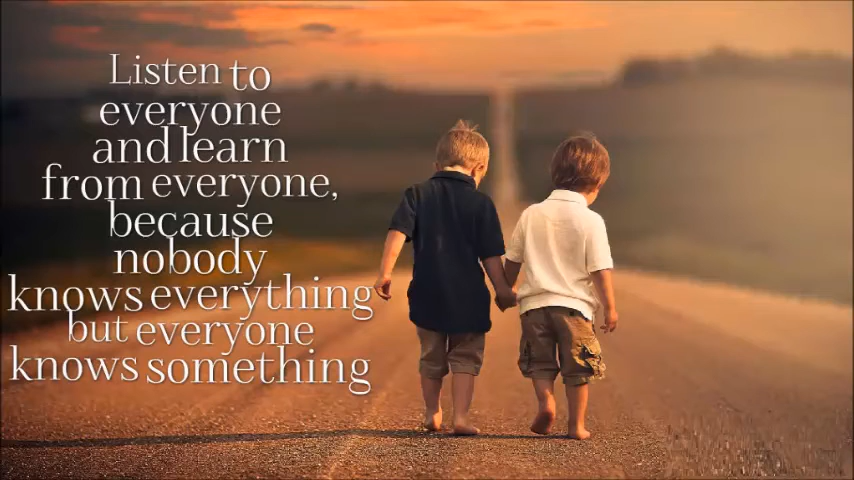 Listen to
everyone
and learn
from everyone,
because
nobody
knows everything
but everyone
knows something